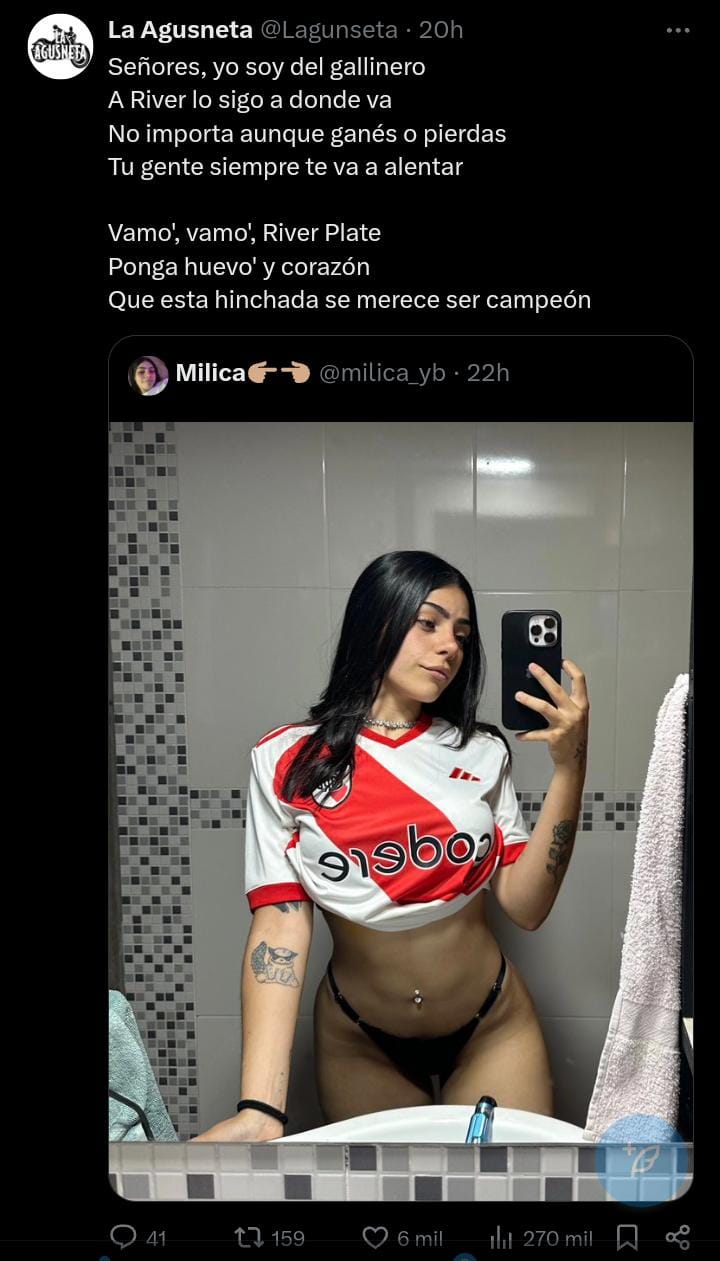 La Agusneta @Lagunseta · 20h
Señores, yo soy del gallinero
A River lo sigo a donde va
No importa aunque ganés o pierdas
Tu gente siempre te va a alentar
Vamo', vamo', River Plate
Ponga huevo' y corazón
Que esta hinchada se merece ser campeón
Milica @milica_yb · 22h
codere
41 159 6 mil 270 mil
LA
AGUSNETA